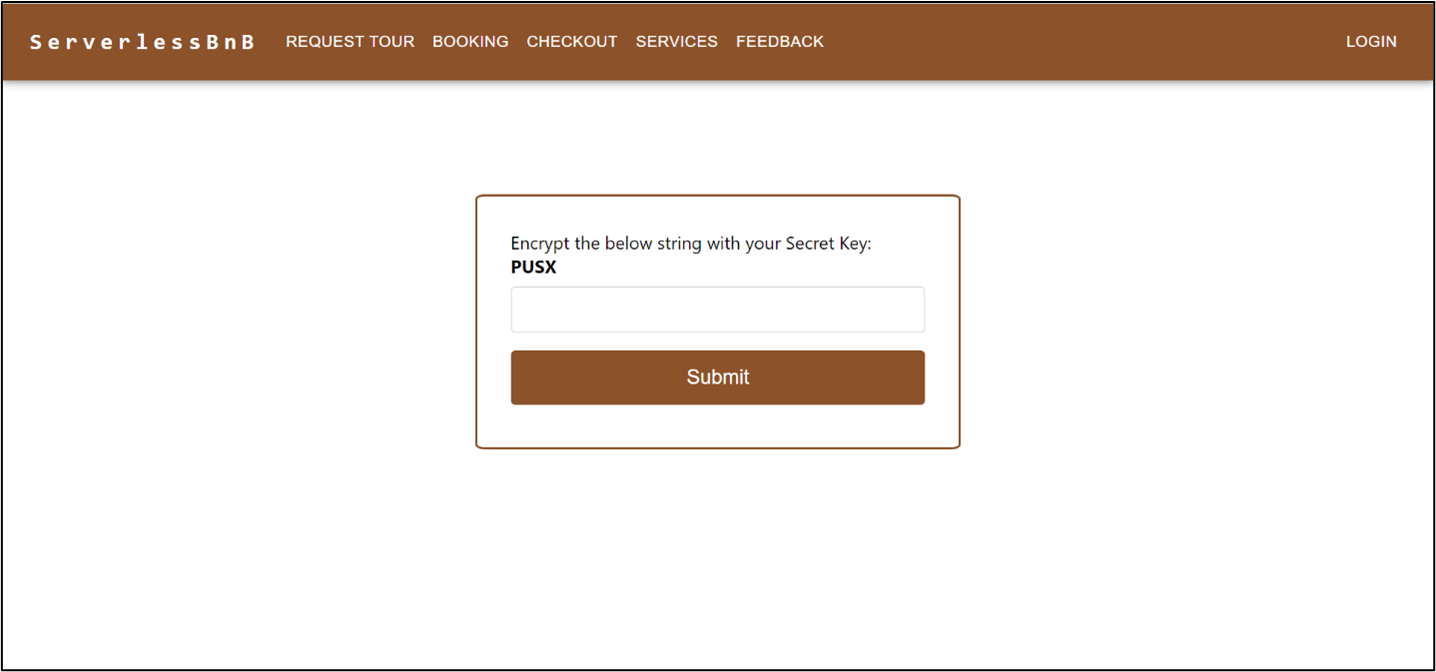 ServerlessBnB REQUEST TOUR BOOKING CHECKOUT SERVICES FEEDBACK LOGIN
Encrypt the below string with your Secret Key:
PUSX
Submit